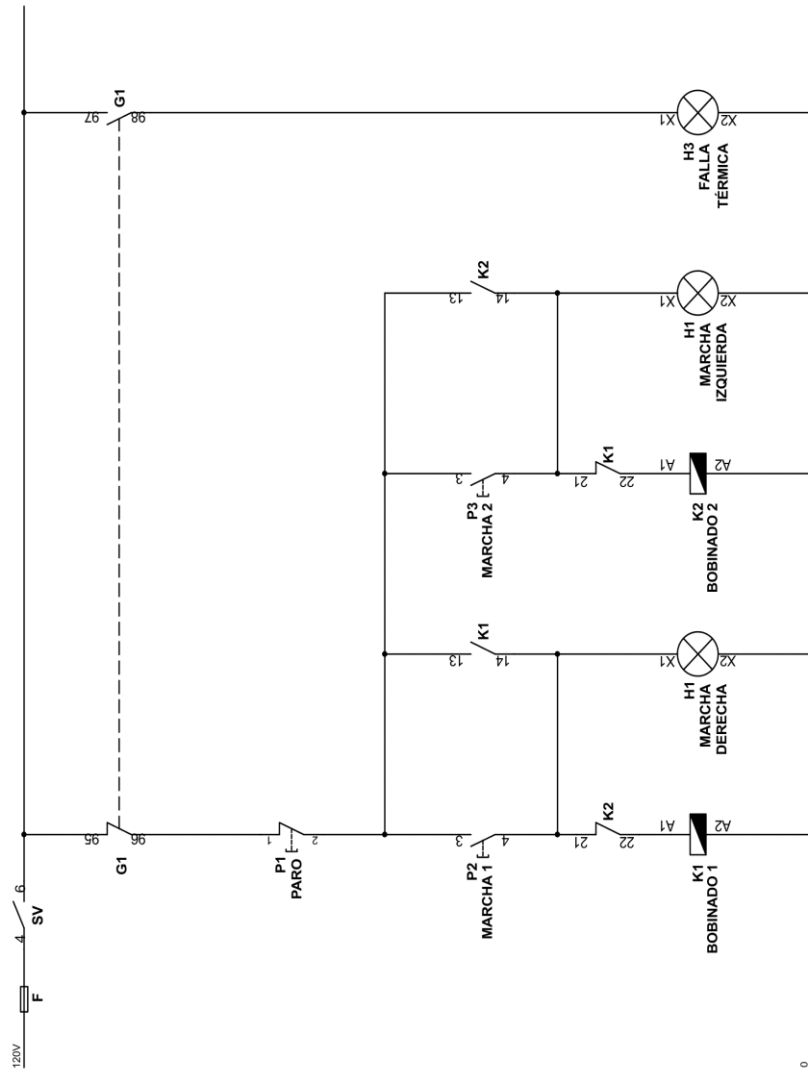 120V
F
4
SV
6
95
96
G1
97
98
G1
1
2
P1
PARO
3
4
P2
MARCHA 1
13
14
K1
3
4
P3
MARCHA 2
13
14
K2
21
22
K2
21
22
K1
A1
A2
K1
BOBINADO 1
X1
X2
H1
MARCHA
DERECHA
A1
A2
K2
BOBINADO 2
X1
X2
H1
MARCHA
IZQUIERDA
X1
X2
H3
FALLA
TÉRMICA
0